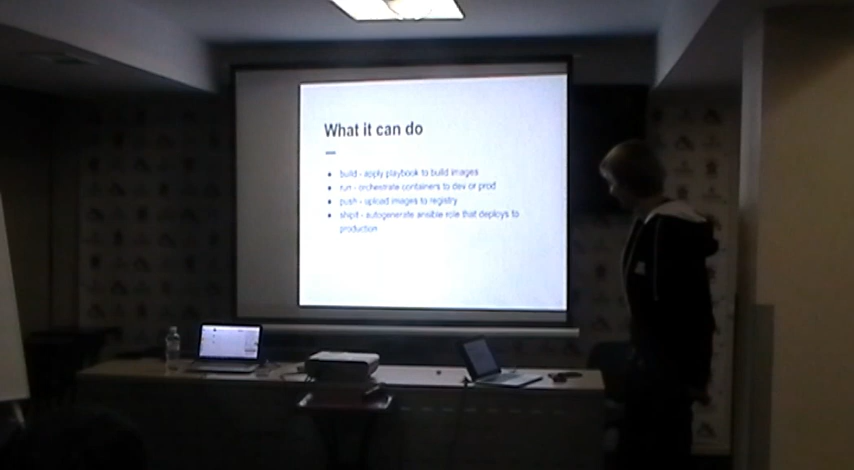 What it can do
build - apply playbook to build images
run - orchestrate containers to dev or prod
push - upload images to registry
shipit - autogenerate ansible role that deploys to
production